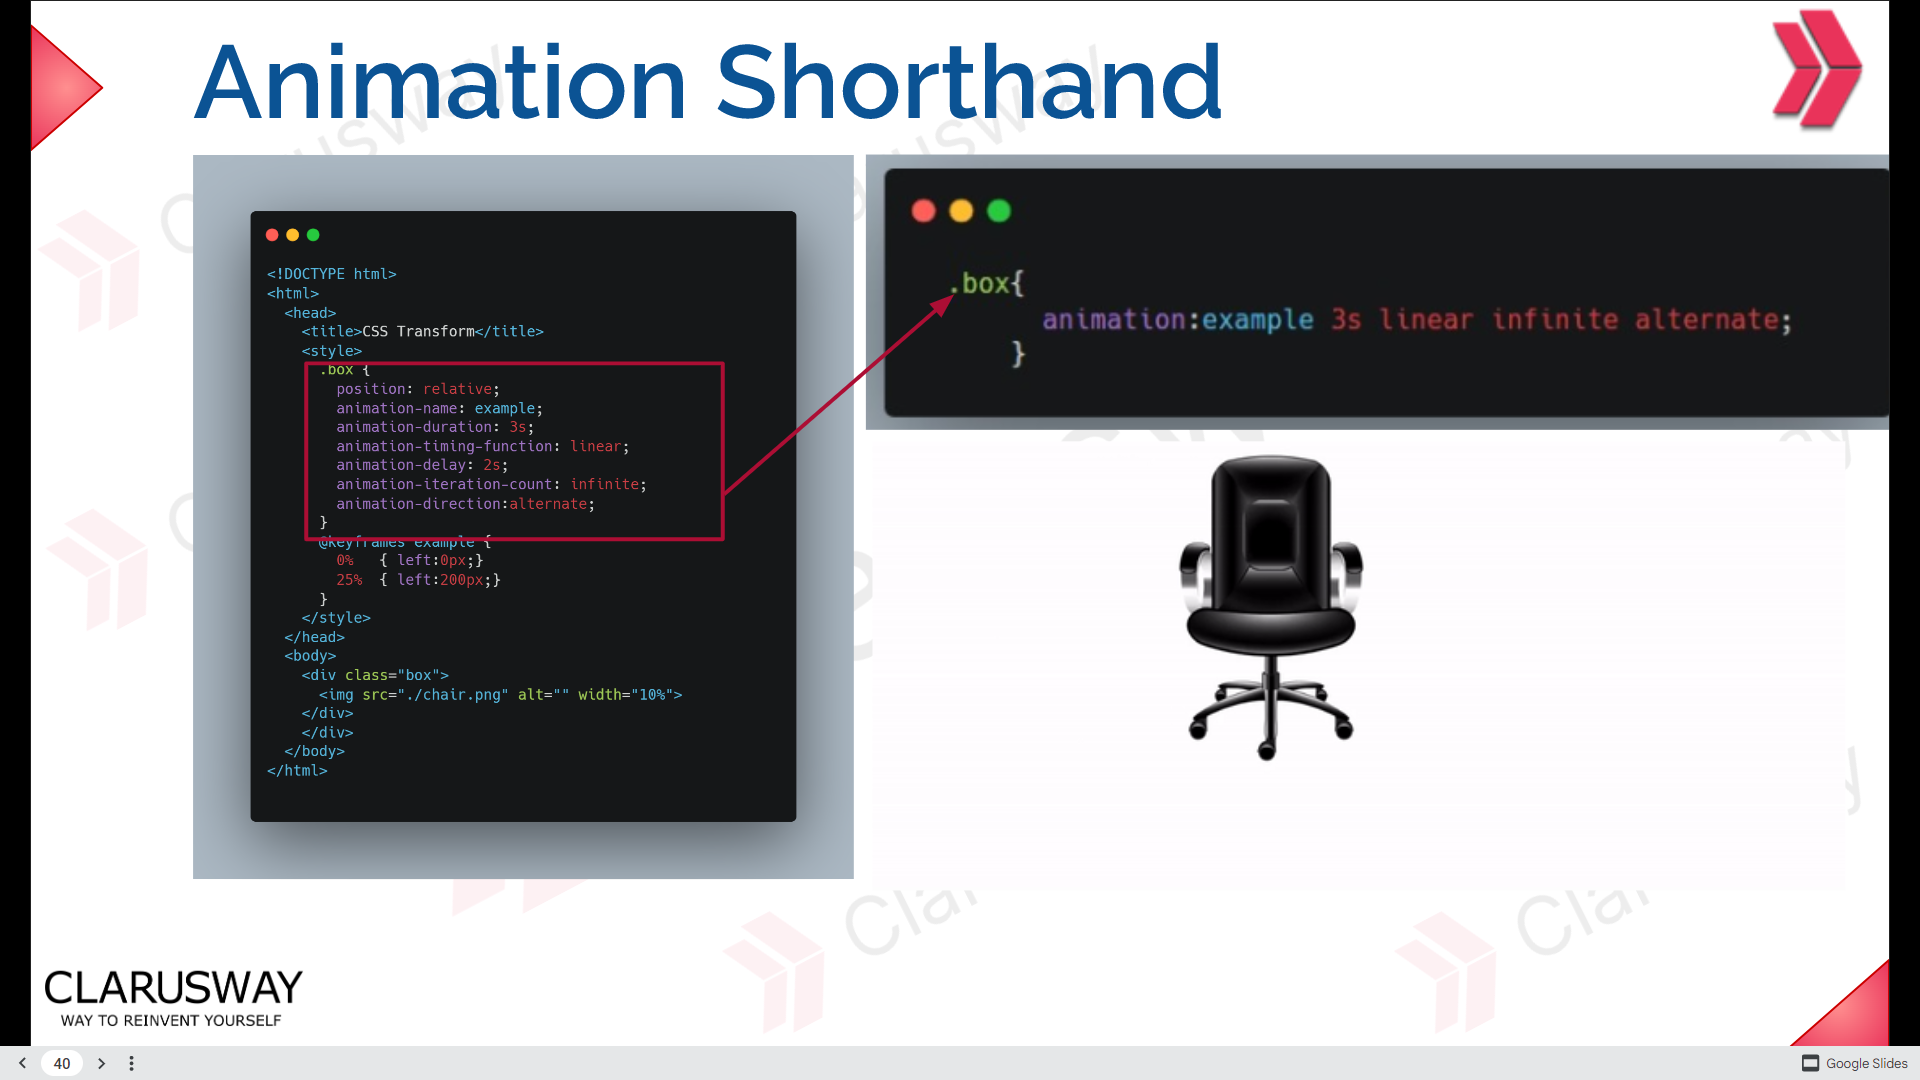 Animation Shorthand
<!DOCTYPE html>
<html>
<head>
<title>CSS Transform</title>
<style>
.box {
position: relative;
animation-name: example;
animation-duration: 3s;
animation-timing-function: linear;
animation-delay: 2s;
animation-iteration-count: infinite;
animation-direction:alternate;
}
@keyframes example {
0% { left:0px;}
25% { left:200px;}
}
</style>
</head>
<body>
<div class="box">
<img src="./chair.png" alt="" width="10%">
</div>
</div>
</body>
</html>
.box{
animation:example 3s linear infinite alternate;
}
CLARUSWAY
WAY TO REINVENT YOURSELF
40
Google Slides